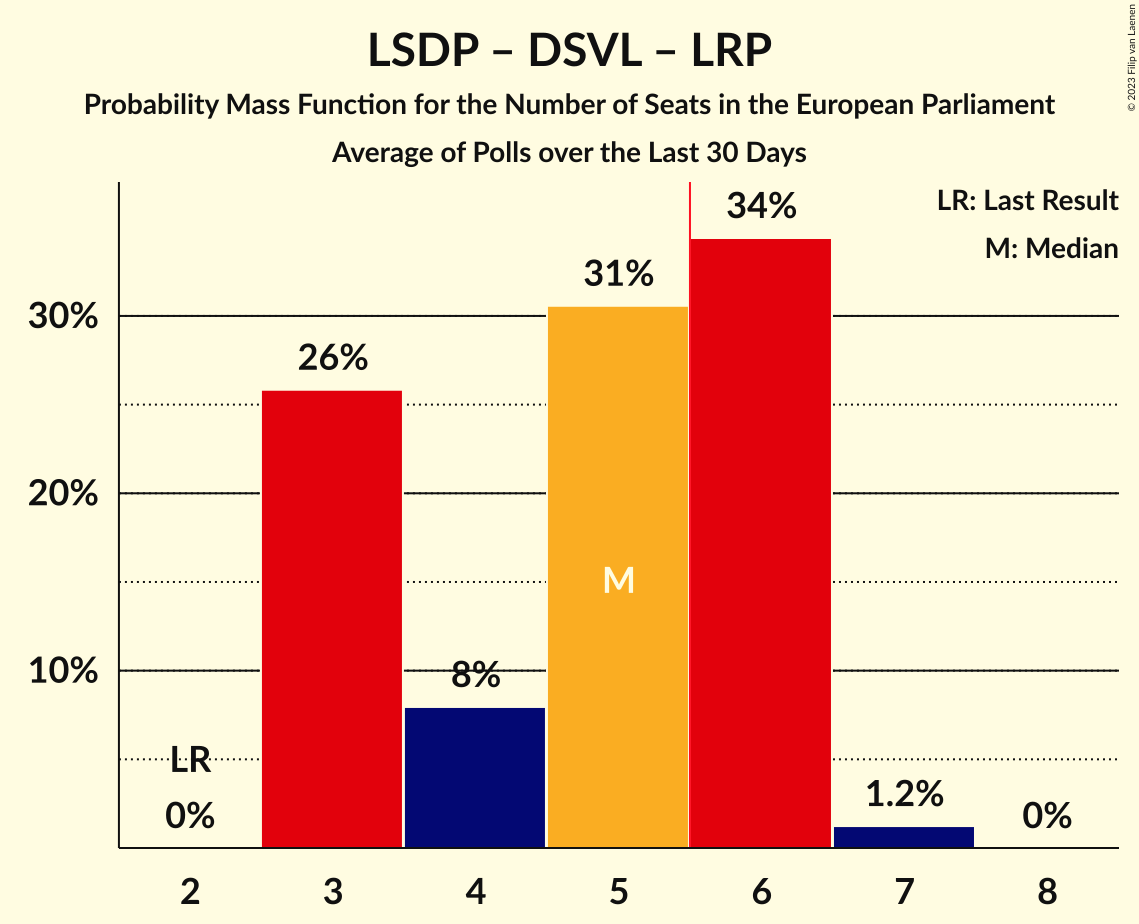 LSDP – DSVL – LRP
Probability Mass Function for the Number of Seats in the European Parliament
Average of Polls over the Last 30 Days
© 2023 Filip van Laenen
LR: Last Result
M: Median
34%
31%
30%
26%
20%
M
10%
8%
LR
1.2%
0%
0%
2 3 4 5 6 7 8